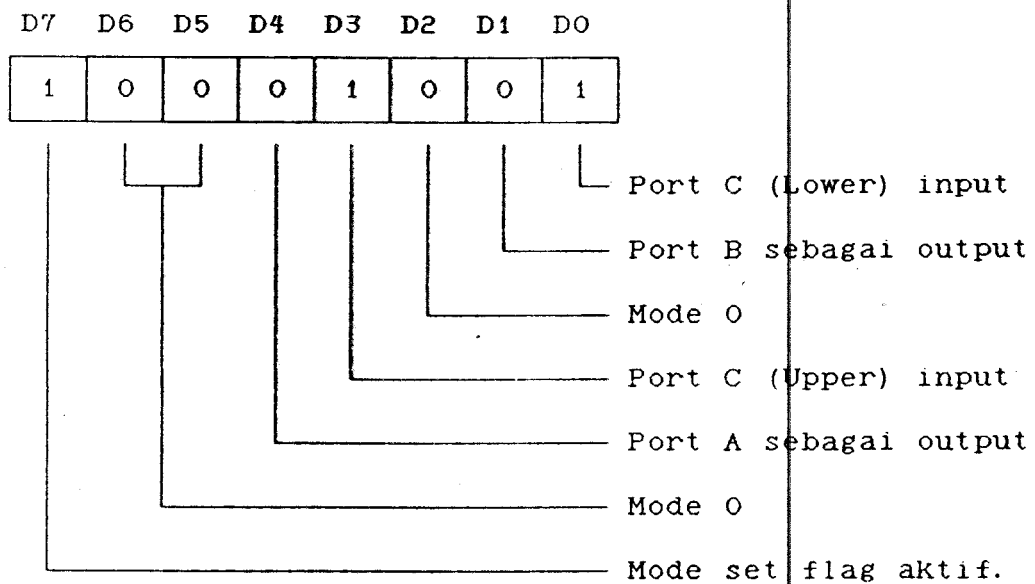 D7 D6 D5 D4 D3 D2 D1 D0
1 0 0 0 1 0 0 1
Port C (Lower) input
Port B sebagai output
Mode 0
Port C (Upper) input
Port A sebagai output
Mode 0
Mode set flag aktif.